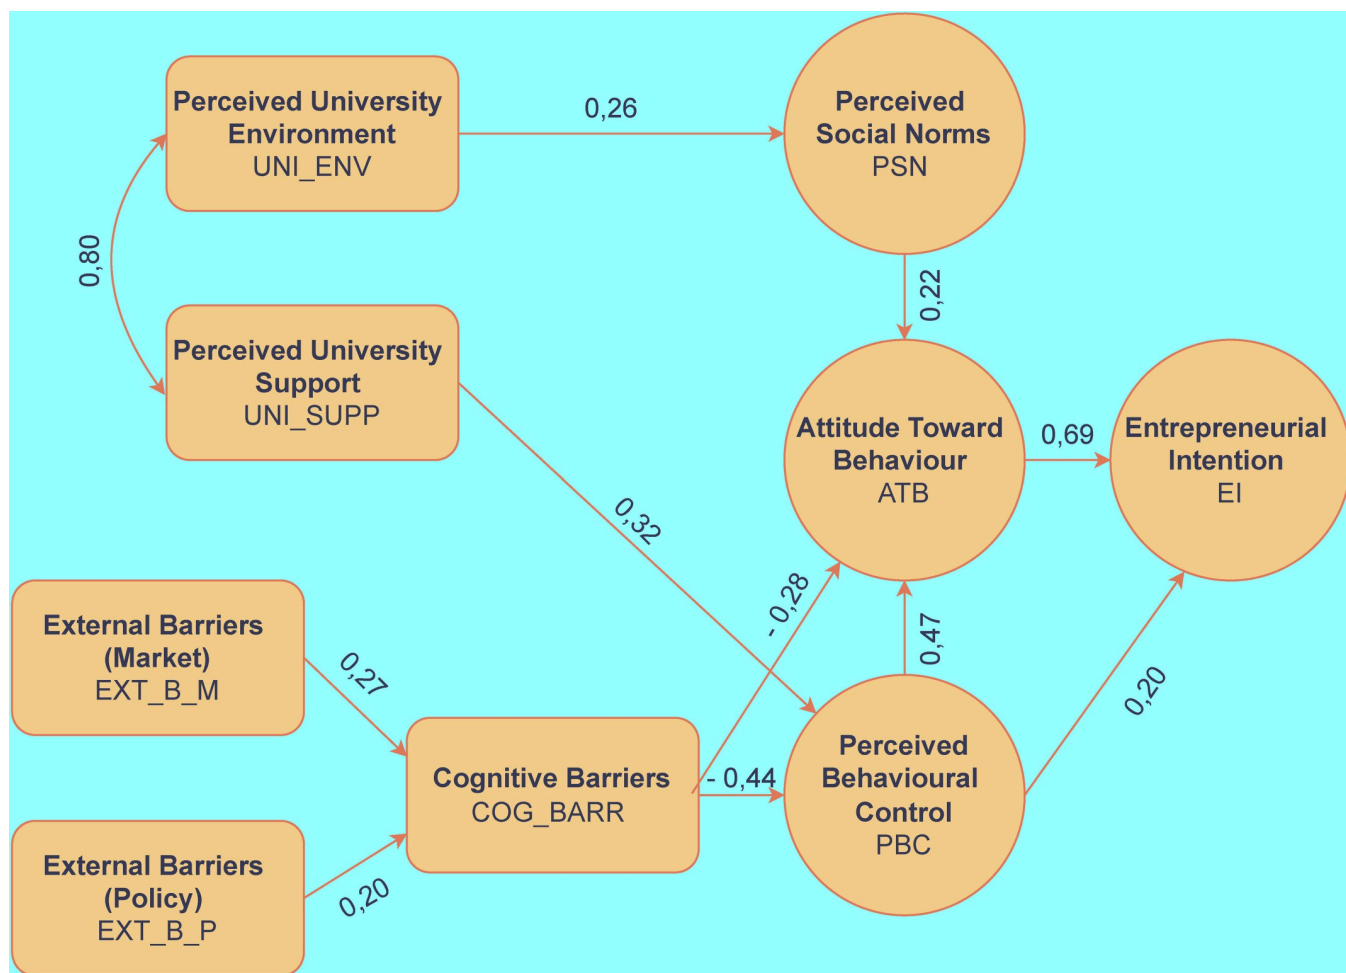 Perceived University
Environment
UNI_ENV
0,26
Perceived
Social Norms
PSN
0,80
0,22
Perceived University
Support
UNI_SUPP
0,32
Attitude Toward
Behaviour
ATB
0,69
Entrepreneurial
Intention
EI
External Barriers
(Market)
EXT_B_M
0,27
- 0,28
0,47
0,20
Cognitive Barriers
COG_BARR
- 0,44
Perceived
Behavioural
Control
PBC
External Barriers
(Policy)
EXT_B_P
0,20